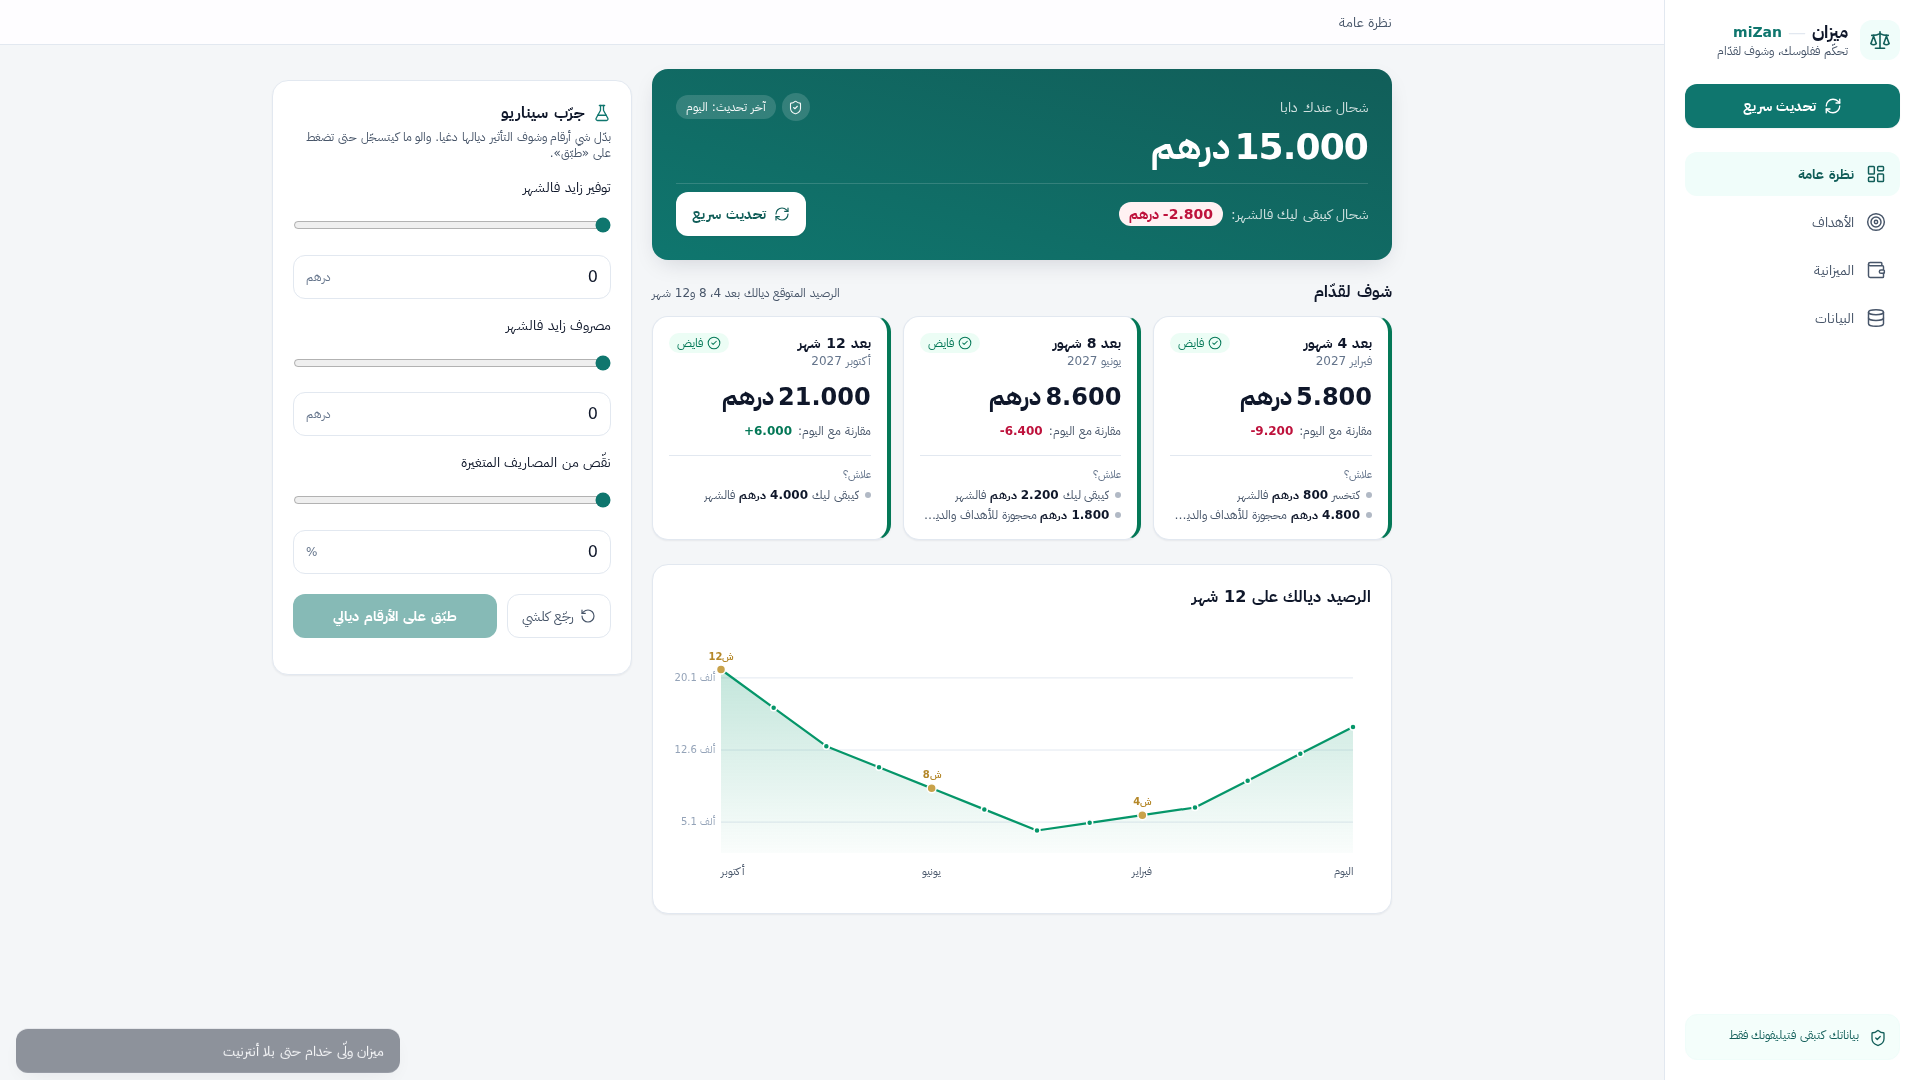 ميزان — miZan
تحكّم ففلوسك، وشوف لقدّام
تحديث سريع
نظرة عامة
الأهداف
الميزانية
البيانات
بياناتك كتبقى فتيليفونك فقط
نظرة عامة
شحال عندك دابا
آخر تحديث: اليوم
15.000 درهم
شحال كيبقى ليك فالشهر: -2.800 درهم
تحديث سريع
شوف لقدّام
الرصيد المتوقع ديالك بعد 4، 8 و12 شهر
بعد 4 شهور
فايض
فبراير 2027
5.800 درهم
مقارنة مع اليوم: -9.200
علاش؟
كتخسر 800 درهم فالشهر
4.800 درهم محجوزة للأهداف والديـ...
بعد 8 شهور
فايض
يونيو 2027
8.600 درهم
مقارنة مع اليوم: -6.400
علاش؟
كيبقى ليك 2.200 درهم فالشهر
1.800 درهم محجوزة للأهداف والديـ...
بعد 12 شهر
فايض
أكتوبر 2027
21.000 درهم
مقارنة مع اليوم: +6.000
علاش؟
كيبقى ليك 4.000 درهم فالشهر
الرصيد ديالك على 12 شهر
ش12
ش8
ش4
20.1 ألف
12.6 ألف
5.1 ألف
اليوم
فبراير
يونيو
أكتوبر
جرّب سيناريو
بدّل شي أرقام وشوف التأثير ديالها دغيا. والو ما كيتسجّل حتى تضغط
على «طبّق».
توفير زايد فالشهر
0 درهم
مصروف زايد فالشهر
0 درهم
نقّص من المصاريف المتغيرة
0 %
رجّع كلشي
طبّق على الأرقام ديالي
ميزان ولّى خدام حتى بلا أنترنيت